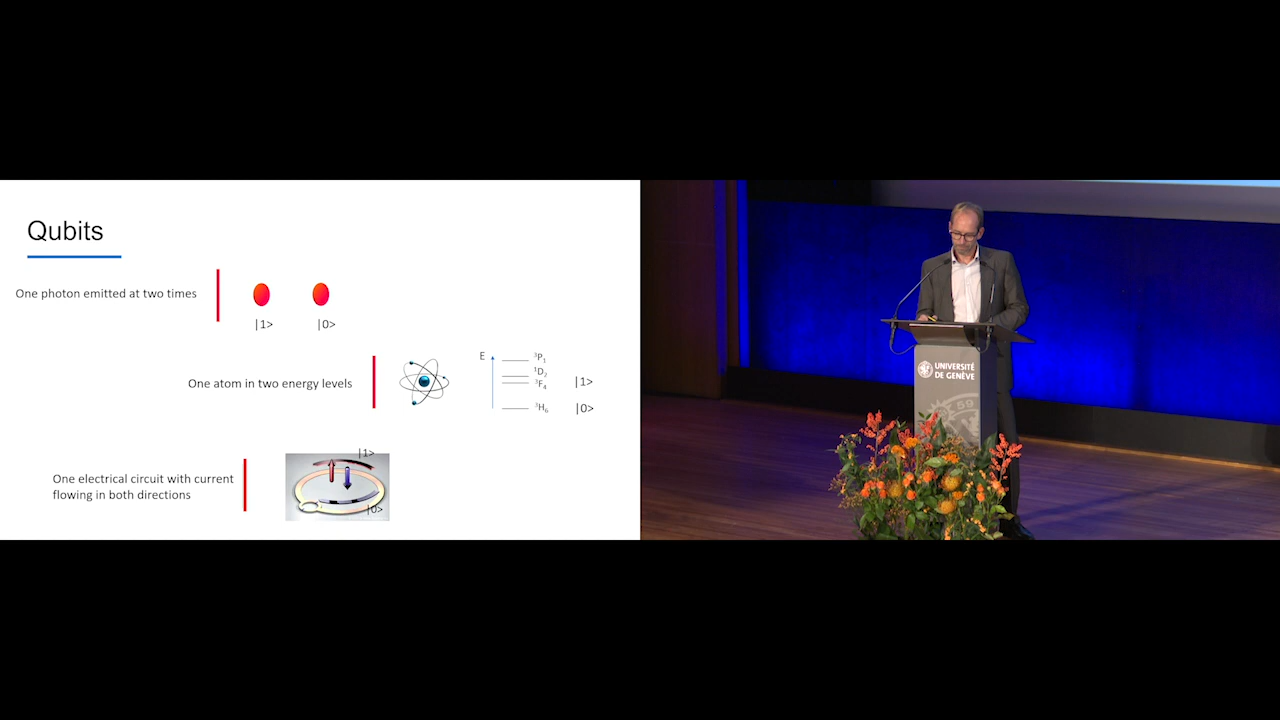 Qubits
One photon emitted at two times
|1> |0>
One atom in two energy levels
E
³P₁
¹D₂
³F₄
|1>
³H₆
|0>
One electrical circuit with current
flowing in both directions
|1>
|0>
UNIVERSITÉ
DE GENÈVE
59